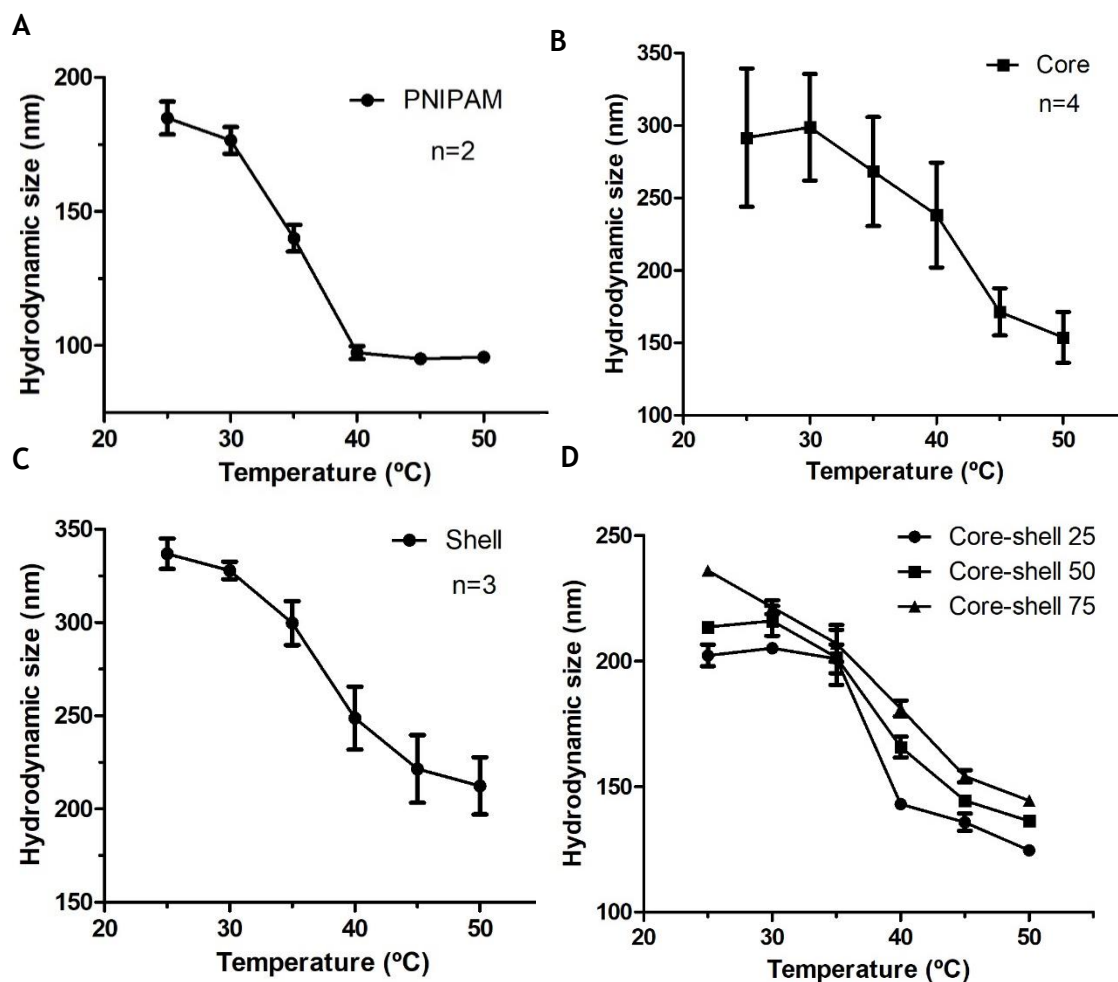 A
Hydrodynamic size (nm)
200
150
100
20
30
40
50
Temperature (ºC)
PNIPAM
n=2
B
Hydrodynamic size (nm)
350
300
250
200
150
100
20
30
40
50
Temperature (ºC)
Core
n=4
C
Hydrodynamic size (nm)
350
300
250
200
150
20
30
40
50
Temperature (ºC)
Shell
n=3
D
Hydrodynamic size (nm)
250
200
150
100
20
30
40
50
Temperature (ºC)
Core-shell 25
Core-shell 50
Core-shell 75